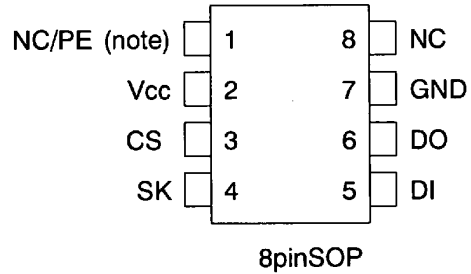 NC/PE (note) 1 8 NC
Vcc 2 7 GND
CS 3 6 DO
SK 4 5 DI
8pinSOP